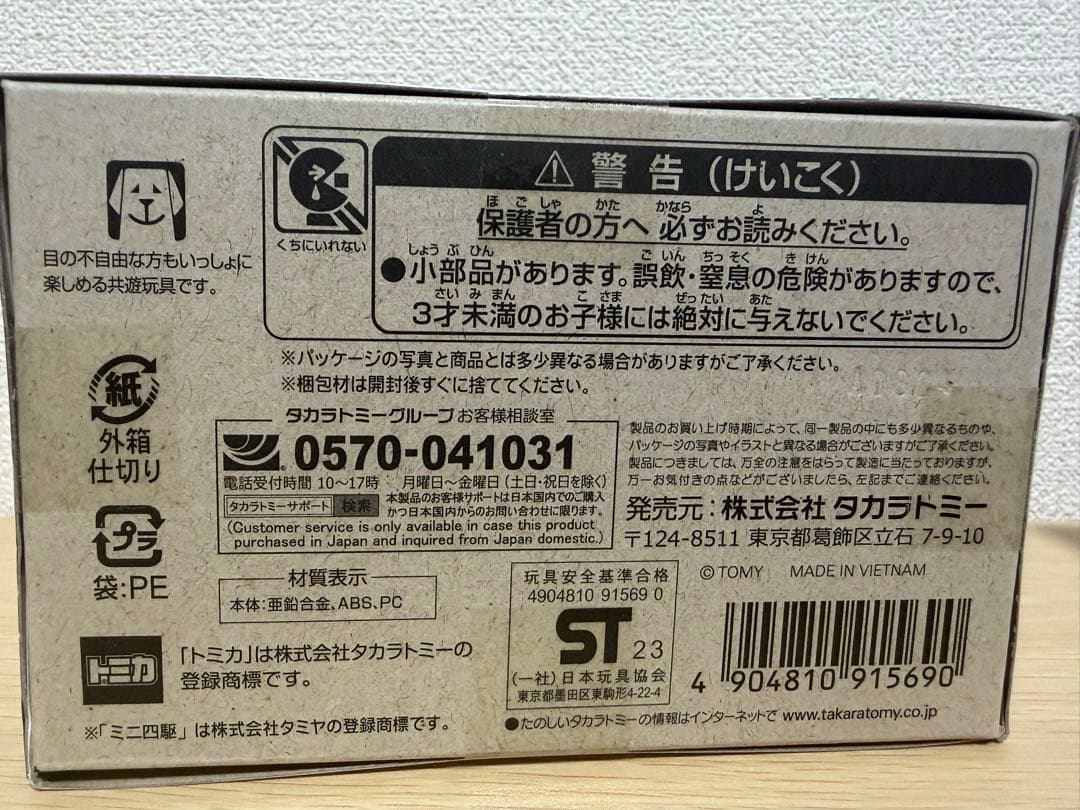 目の不自由な方もいっしょに
楽しめる共遊玩具です。
くちにいれない
⚠ 警告（けいこく）
保護者の方へ 必ずお読みください。
●小部品があります。誤飲・窒息の危険がありますので、
3才未満のお子様には絶対に与えないでください。
※パッケージの写真と商品とは多少異なる場合がありますがご了承ください。
※梱包材は開封後すぐに捨ててください。
紙
外箱
仕切り
プラ
袋:PE
タカラトミーグループ お客様相談室
0570-041031
電話受付時間 10〜17時 月曜日〜金曜日（土日・祝日を除く）
タカラトミーサポート 検索
本製品のお客様サポートは日本国内でのご購入
かつ日本国内からのお問い合わせに限ります。
(Customer service is only available in case this product
purchased in Japan and inquired from Japan domestic.)
製品のお買い上げ時期によって、同一製品の中にも多少異なるものや、
パッケージの写真やイラストと異なる場合がございますがご了承ください。
製品につきましては、万全の注意をはらって製造に当たっておりますが、
万一お気付きの点などございましたら、左記までご連絡ください。
発売元：株式会社 タカラトミー
〒124-8511 東京都葛飾区立石 7-9-10
© TOMY MADE IN VIETNAM
材質表示
本体:亜鉛合金、ABS、PC
トミカ
「トミカ」は株式会社タカラトミーの
登録商標です。
※「ミニ四駆」は株式会社タミヤの登録商標です。
玩具安全基準合格
4904810 91569 0
ST 23
(一社)日本玩具協会
東京都墨田区東駒形4-22-4
4 904810 915690
●たのしいタカラトミーの情報はインターネットで www.takaratomy.co.jp